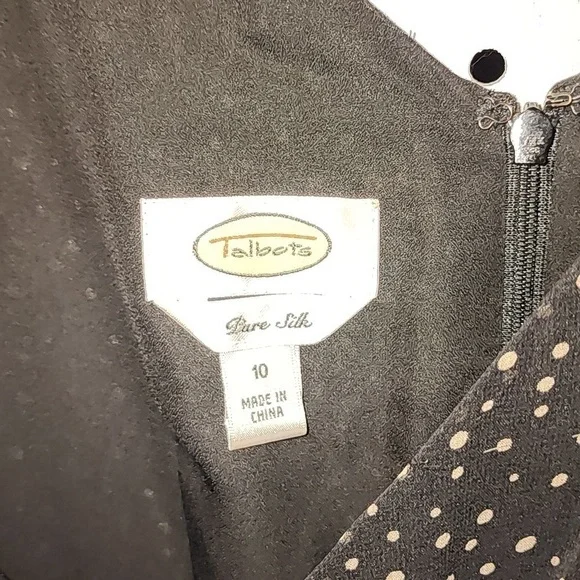 Talbots
Pure Silk
10
MADE IN
CHINA